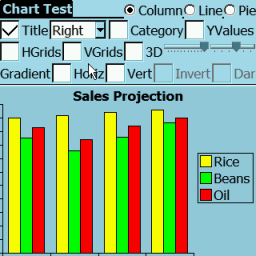 Chart Test Column Line Pie
Title Right Category YValues
HGrids VGrids 3D
Gradient Horiz Vert Invert Dar
Sales Projection
Rice
Beans
Oil